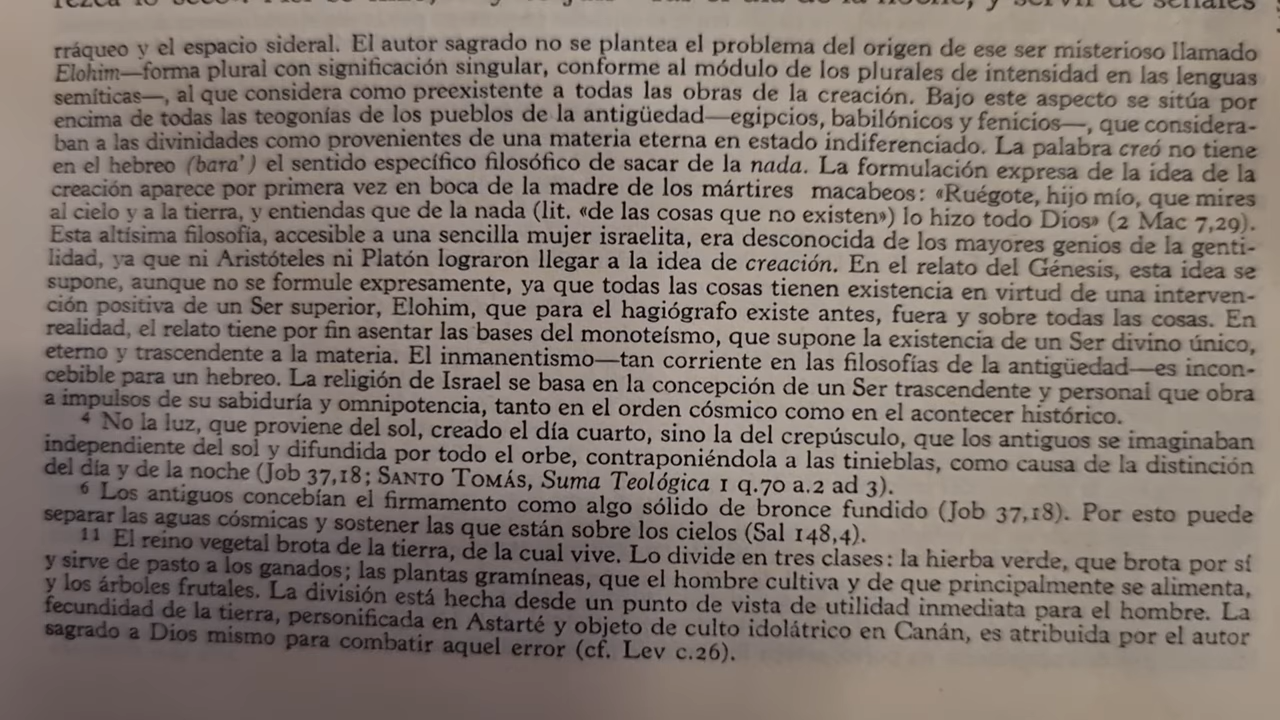 rráqueo y el espacio sideral. El autor sagrado no se plantea el problema del origen de ese ser misterioso llamado
Elohim—forma plural con significación singular, conforme al módulo de los plurales de intensidad en las lenguas
semíticas—, al que considera como preexistente a todas las obras de la creación. Bajo este aspecto se sitúa por
encima de todas las teogonías de los pueblos de la antigüedad—egipcios, babilónicos y fenicios—, que considera-
ban a las divinidades como provenientes de una materia eterna en estado indiferenciado. La palabra creó no tiene
en el hebreo (bara') el sentido específico filosófico de sacar de la nada. La formulación expresa de la idea de la
creación aparece por primera vez en boca de la madre de los mártires macabeos: «Ruégote, hijo mío, que mires
al cielo y a la tierra, y entiendas que de la nada (lit. «de las cosas que no existen») lo hizo todo Dios» (2 Mac 7,29).
Esta altísima filosofía, accesible a una sencilla mujer israelita, era desconocida de los mayores genios de la genti-
lidad, ya que ni Aristóteles ni Platón lograron llegar a la idea de creación. En el relato del Génesis, esta idea se
supone, aunque no se formule expresamente, ya que todas las cosas tienen existencia en virtud de una interven-
ción positiva de un Ser superior, Elohim, que para el hagiógrafo existe antes, fuera y sobre todas las cosas. En
realidad, el relato tiene por fin asentar las bases del monoteísmo, que supone la existencia de un Ser divino único,
eterno y trascendente a la materia. El inmanentismo—tan corriente en las filosofías de la antigüedad—es incon-
cebible para un hebreo. La religión de Israel se basa en la concepción de un Ser trascendente y personal que obra
a impulsos de su sabiduría y omnipotencia, tanto en el orden cósmico como en el acontecer histórico.
4 No la luz, que proviene del sol, creado el día cuarto, sino la del crepúsculo, que los antiguos se imaginaban
independiente del sol y difundida por todo el orbe, contraponiéndola a las tinieblas, como causa de la distinción
del día y de la noche (Job 37,18; SANTO TOMÁS, Suma Teológica 1 q.70 a.2 ad 3).
6 Los antiguos concebían el firmamento como algo sólido de bronce fundido (Job 37,18). Por esto puede
separar las aguas cósmicas y sostener las que están sobre los cielos (Sal 148,4).
11 El reino vegetal brota de la tierra, de la cual vive. Lo divide en tres clases: la hierba verde, que brota por sí
y sirve de pasto a los ganados; las plantas gramíneas, que el hombre cultiva y de que principalmente se alimenta,
y los árboles frutales. La división está hecha desde un punto de vista de utilidad inmediata para el hombre. La
fecundidad de la tierra, personificada en Astarté y objeto de culto idolátrico en Canán, es atribuida por el autor
sagrado a Dios mismo para combatir aquel error (cf. Lev c.26).